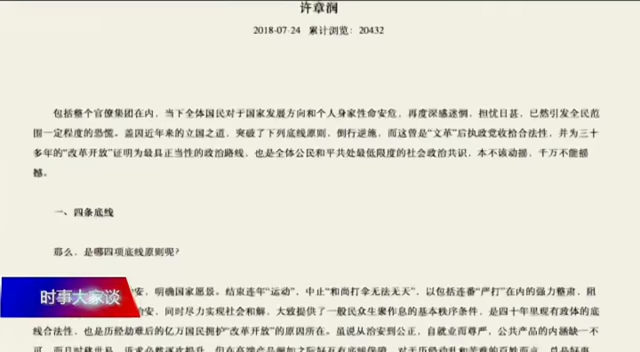 许章润
2018-07-24 累计浏览: 20432
包括整个官僚集团在内，当下全体国民对于国家发展方向和个人身家性命安危，再度深感迷惘，担忧日甚，已然引发全民范
围一定程度的恐慌。盖因近年来的立国之道，突破了下列底线原则，倒行逆施，而这曾是“文革”后执政党收拾合法性，并为三十
多年的“改革开放”证明为最具正当性的政治路线，也是全体公民和平共处最低限度的社会政治共识，本不该动摇，千万不能摇
撼。
一、四条底线
那么，是哪四项底线原则呢?
安，明确国家愿景。结束连年“运动”，中止“和尚打伞无法无天”，以包括连番“严打”在内的强力整肃，阻
治安，同时尽力实现社会和解，大致提供了一般民众生聚作息的基本秩序条件，是四十年里现有政体的底
线合法性，也是历经劫难后的亿万国民拥护“改革开放”的原因所在。虽说从治安到公正，自就业而尊严，公共产品的内涵缺一不
时事大家谈